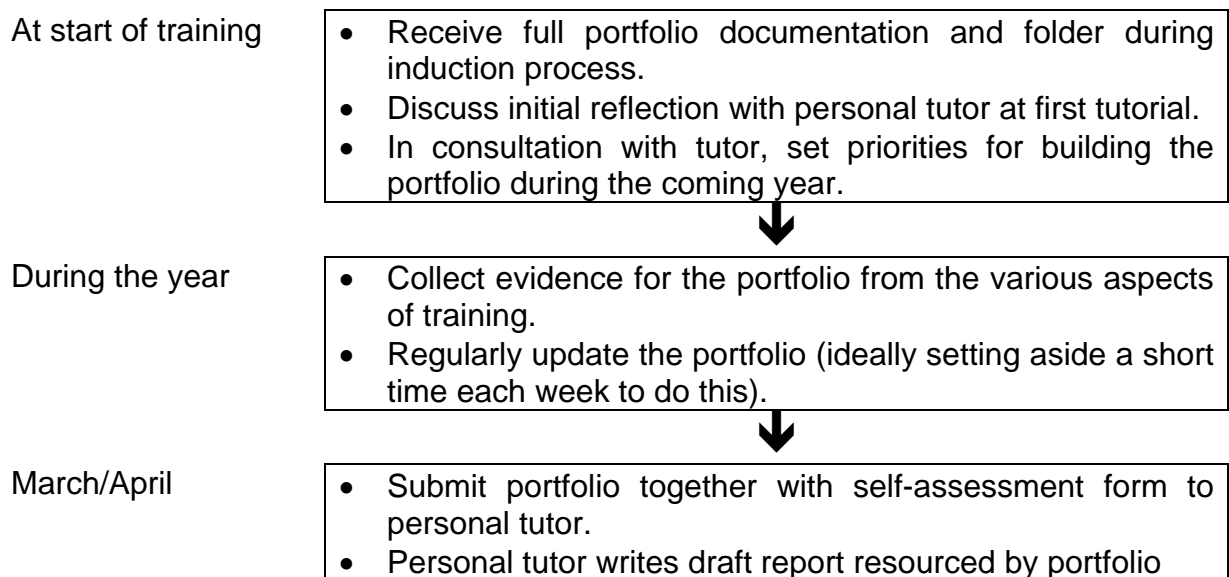 At start of training
• Receive full portfolio documentation and folder during
induction process.
• Discuss initial reflection with personal tutor at first tutorial.
• In consultation with tutor, set priorities for building the
portfolio during the coming year.
During the year
• Collect evidence for the portfolio from the various aspects
of training.
• Regularly update the portfolio (ideally setting aside a short
time each week to do this).
March/April
• Submit portfolio together with self-assessment form to
personal tutor.
• Personal tutor writes draft report resourced by portfolio